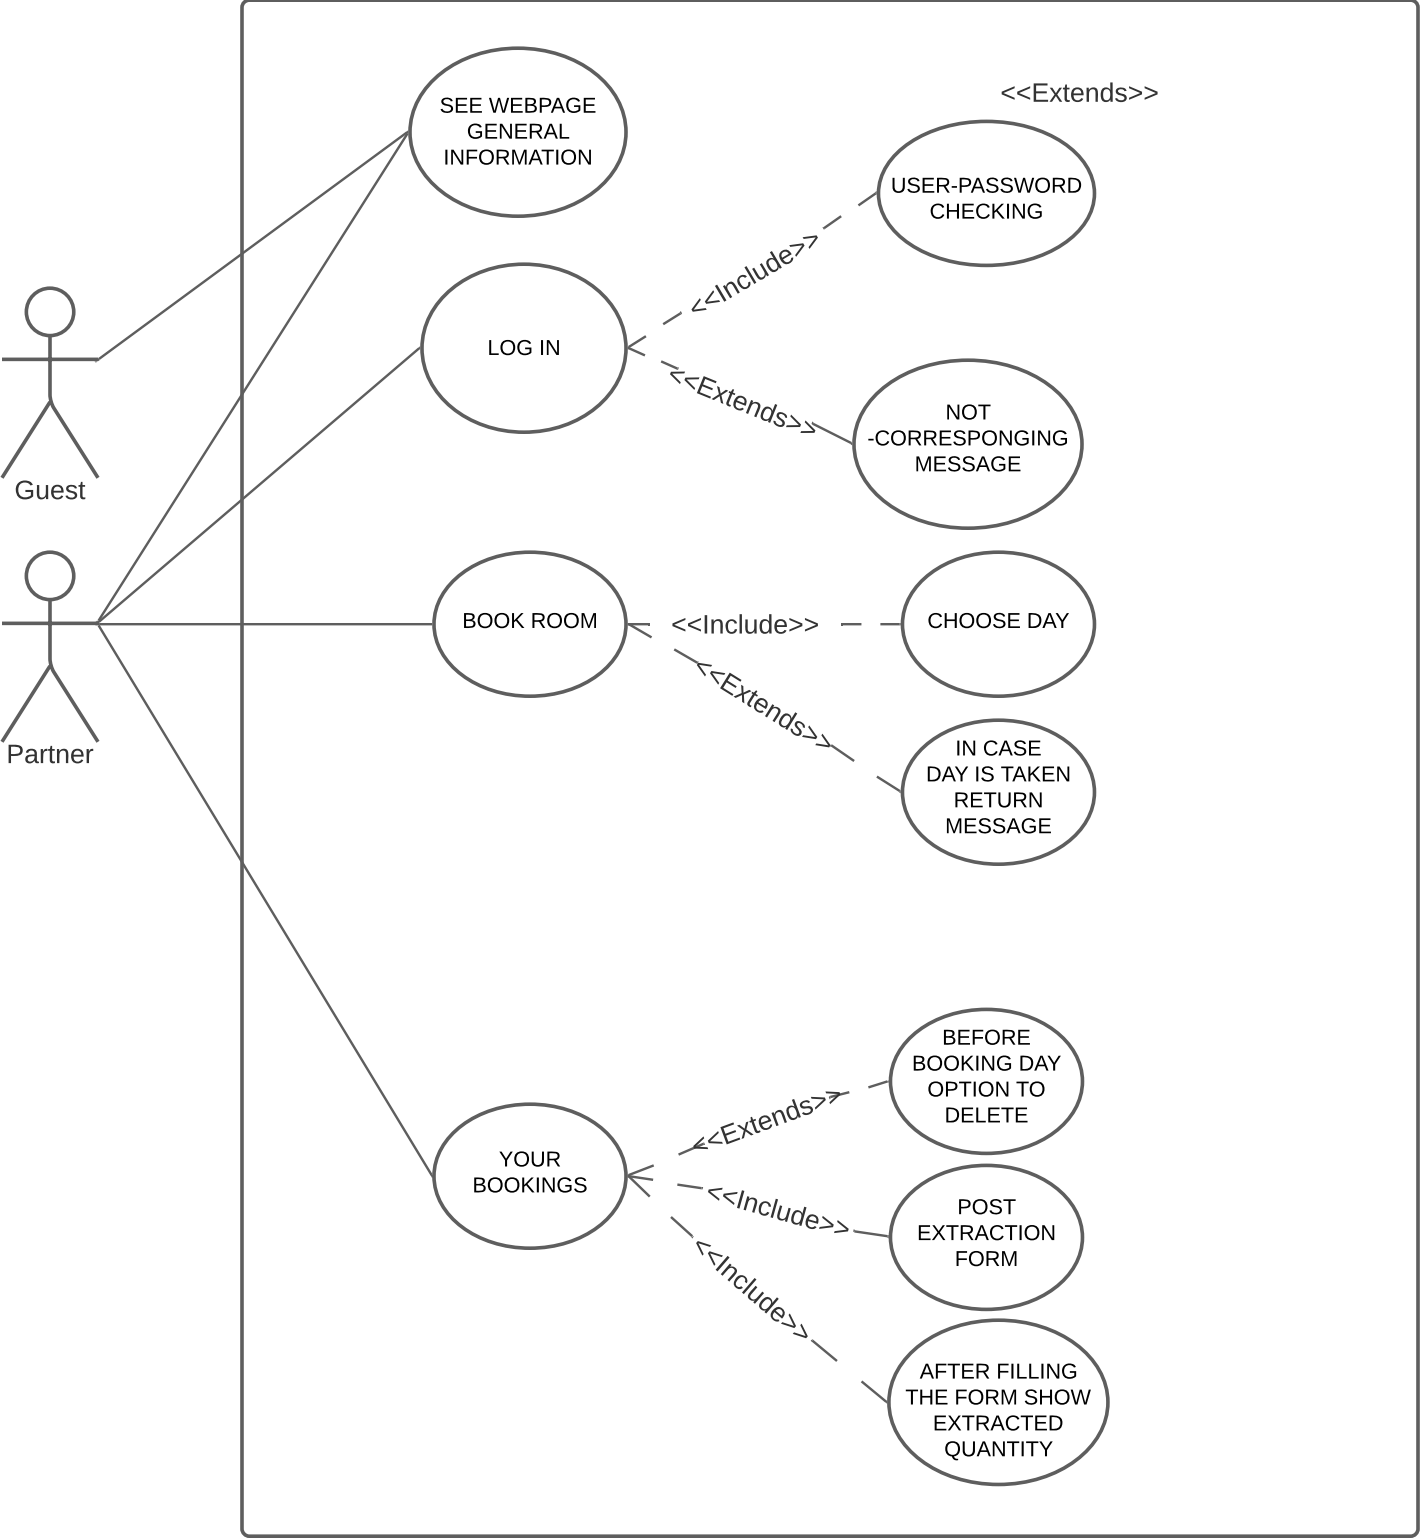 SEE WEBPAGE
GENERAL
INFORMATION
<<Extends>>
USER-PASSWORD
CHECKING
<<Include>>
LOG IN
<<Extends>>
NOT
-CORRESPONGING
MESSAGE
Guest
BOOK ROOM
<<Include>>
CHOOSE DAY
<<Extends>>
IN CASE
DAY IS TAKEN
RETURN
MESSAGE
Partner
BEFORE
BOOKING DAY
OPTION TO
DELETE
<<Extends>>
YOUR
BOOKINGS
<<Include>>
POST
EXTRACTION
FORM
<<Include>>
AFTER FILLING
THE FORM SHOW
EXTRACTED
QUANTITY